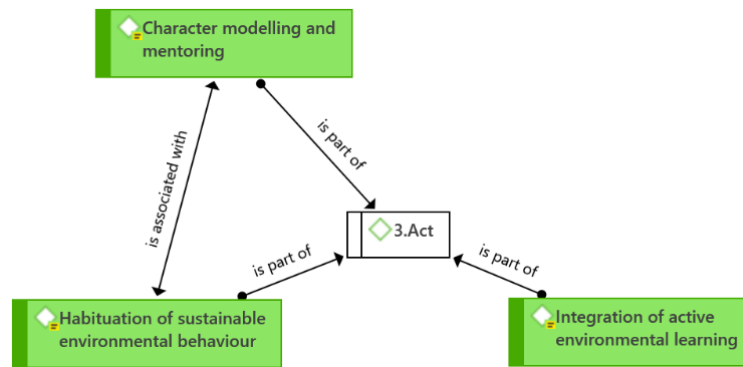 Character modelling and
mentoring
is part of
is associated with
3.Act
is part of
is part of
Habituation of sustainable
environmental behaviour
Integration of active
environmental learning